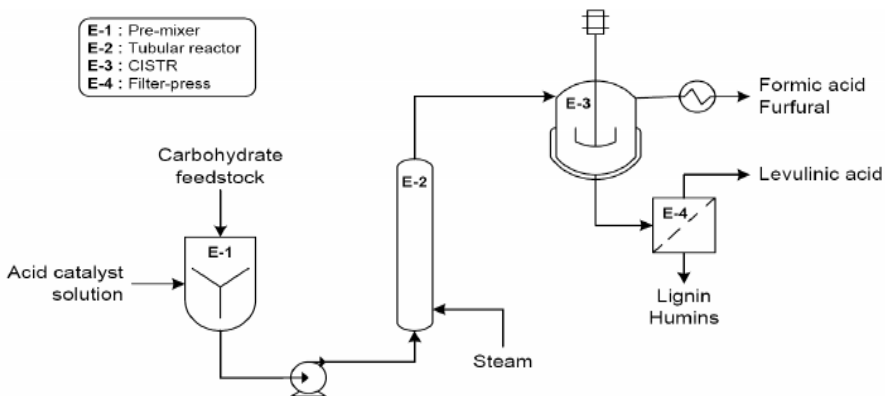 E-1 : Pre-mixer
E-2 : Tubular reactor
E-3 : CISTR
E-4 : Filter-press
Carbohydrate
feedstock
Acid catalyst
solution
E-1
E-2
Steam
E-3
Formic acid
Furfural
E-4
Levulinic acid
Lignin
Humins